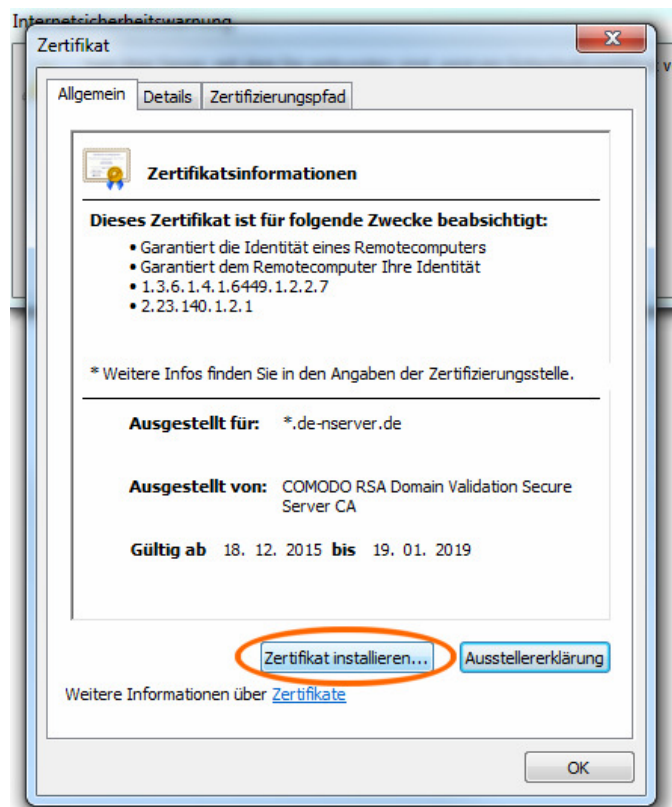 Internetsicherheitswarnung
Zertifikat
Allgemein Details Zertifizierungspfad
Zertifikatsinformationen
Dieses Zertifikat ist für folgende Zwecke beabsichtigt:
• Garantiert die Identität eines Remotecomputers
• Garantiert dem Remotecomputer Ihre Identität
• 1.3.6.1.4.1.6449.1.2.2.7
• 2.23.140.1.2.1
* Weitere Infos finden Sie in den Angaben der Zertifizierungsstelle.
Ausgestellt für: *.de-nserver.de
Ausgestellt von: COMODO RSA Domain Validation Secure
Server CA
Gültig ab 18. 12. 2015 bis 19. 01. 2019
Zertifikat installieren... Ausstellererklärung
Weitere Informationen über Zertifikate
OK